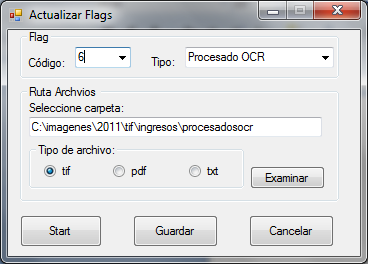 Actualizar Flags
Flag
Código: 6 Tipo: Procesado OCR
Ruta Archvios
Seleccione carpeta:
C:\imagenes\2011\tif\ingresos\procesadosocr
Tipo de archivo:
tif pdf txt
Examinar
Start Guardar Cancelar